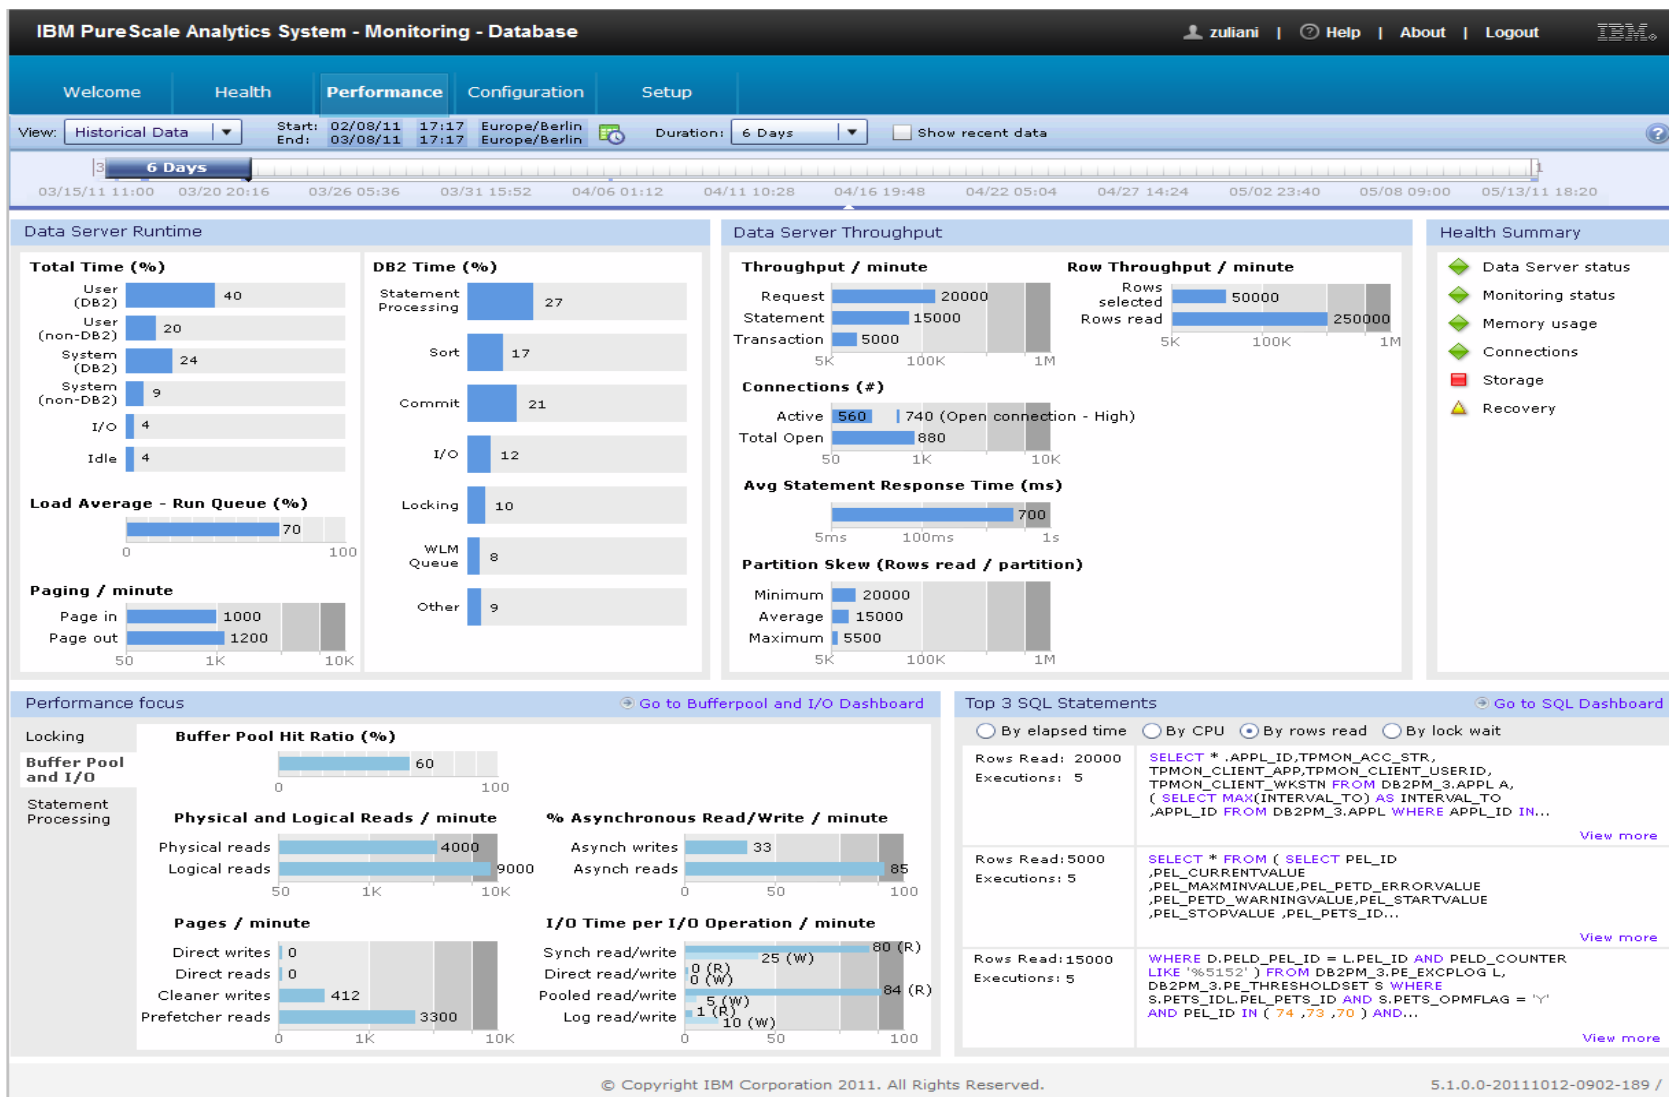 IBM PureScale Analytics System - Monitoring - Database
zuliani | Help | About | Logout IBM
Welcome Health Performance Configuration Setup
View: Historical Data Start: 02/08/11 17:17 Europe/Berlin
End: 03/08/11 17:17 Europe/Berlin
Duration: 6 Days Show recent data ?
3 6 Days 1
03/15/11 11:00 03/20 20:16 03/26 05:36 03/31 15:52 04/06 01:12 04/11 10:28 04/16 19:48 04/22 05:04 04/27 14:24 05/02 23:40 05/08 09:00 05/13/11 18:20
Data Server Runtime
Total Time (%)
User (DB2) 40
User (non-DB2) 20
System (DB2) 24
System (non-DB2) 9
I/O 4
Idle 4
Load Average - Run Queue (%)
70
0 100
Paging / minute
Page in 1000
Page out 1200
50 1K 10K
DB2 Time (%)
Statement Processing 27
Sort 17
Commit 21
I/O 12
Locking 10
WLM Queue 8
Other 9
Data Server Throughput
Throughput / minute
Request 20000
Statement 15000
Transaction 5000
5K 100K 1M
Connections (#)
Active 560 740 (Open connection - High)
Total Open 880
50 1K 10K
Avg Statement Response Time (ms)
700
5ms 100ms 1s
Partition Skew (Rows read / partition)
Minimum 20000
Average 15000
Maximum 5500
5K 100K 1M
Row Throughput / minute
Rows selected 50000
Rows read 250000
5K 100K 1M
Health Summary
Data Server status
Monitoring status
Memory usage
Connections
Storage
Recovery
Performance focus Go to Bufferpool and I/O Dashboard
Locking
Buffer Pool and I/O
Statement Processing
Buffer Pool Hit Ratio (%)
60
0 100
Physical and Logical Reads / minute
Physical reads 4000
Logical reads 9000
50 1K 10K
% Asynchronous Read/Write / minute
Asynch writes 33
Asynch reads 85
0 50 100
Pages / minute
Direct writes 0
Direct reads 0
Cleaner writes 412
Prefetcher reads 3300
0 1K 10K
I/O Time per I/O Operation / minute
Synch read/write 80 (R)
25 (W)
Direct read/write 0 (R)
0 (W)
Pooled read/write 84 (R)
5 (W)
Log read/write 1 (R)
10 (W)
0 50 100
Top 3 SQL Statements Go to SQL Dashboard
By elapsed time By CPU By rows read By lock wait
Rows Read: 20000
Executions: 5
SELECT * .APPL_ID,TPMON_ACC_STR,
TPMON_CLIENT_APP,TPMON_CLIENT_USERID,
TPMON_CLIENT_WKSTN FROM DB2PM_3.APPL A,
( SELECT MAX(INTERVAL_TO) AS INTERVAL_TO
,APPL_ID FROM DB2PM_3.APPL WHERE APPL_ID IN...
View more
Rows Read:5000
Executions: 5
SELECT * FROM ( SELECT PEL_ID
,PEL_CURRENTVALUE
,PEL_MAXMINVALUE,PEL_PETD_ERRORVALUE
,PEL_PETD_WARNINGVALUE,PEL_STARTVALUE
,PEL_STOPVALUE ,PEL_PETS_ID...
View more
Rows Read:15000
Executions: 5
WHERE D.PELD_PEL_ID = L.PEL_ID AND PELD_COUNTER
LIKE '%5152' ) FROM DB2PM_3.PE_EXCPLOG L,
DB2PM_3.PE_THRESHOLDSET S WHERE
S.PETS_IDL.PEL_PETS_ID AND S.PETS_OPMFLAG = 'Y'
AND PEL_ID IN ( 74 ,73 ,70 ) AND...
View more
© Copyright IBM Corporation 2011. All Rights Reserved.
5.1.0.0-20111012-0902-189 /